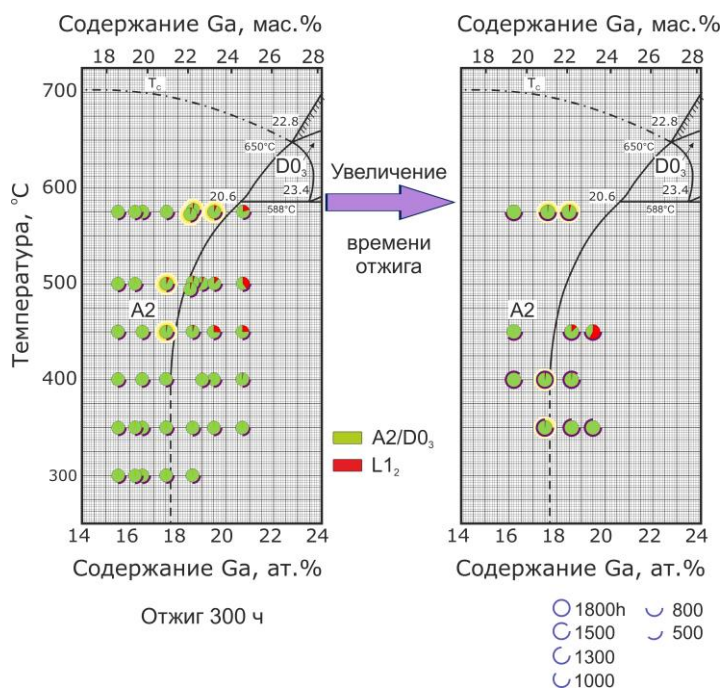 Содержание Ga, мас.%
18 20 22 24 26 28
Содержание Ga, мас.%
18 20 22 24 26 28
Температура, °C
700
600
500
400
300
Tc
22.8
650°C
D0₃
20.6
23.4
588°C
A2
14 16 18 20 22 24
Содержание Ga, ат.%
Отжиг 300 ч
Увеличение
времени
отжига
A2/D0₃
L1₂
Tc
22.8
650°C
D0₃
20.6
23.4
588°C
A2
14 16 18 20 22 24
Содержание Ga, ат.%
1800h
1500
1300
1000
800
500